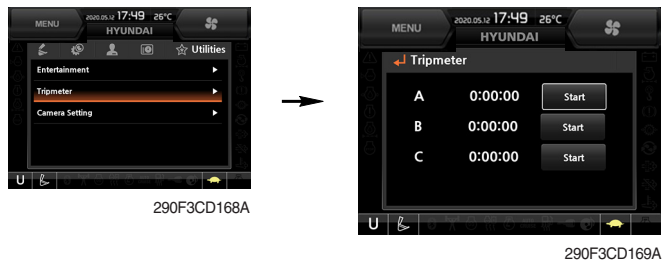 MENU
2020.05.12 17:49 26°C
HYUNDAI
Utilities
Entertainment
Tripmeter
Camera Setting
U
290F3CD168A
MENU
2020.05.12 17:49 26°C
HYUNDAI
Tripmeter
A 0:00:00 Start
B 0:00:00 Start
C 0:00:00 Start
U
290F3CD169A